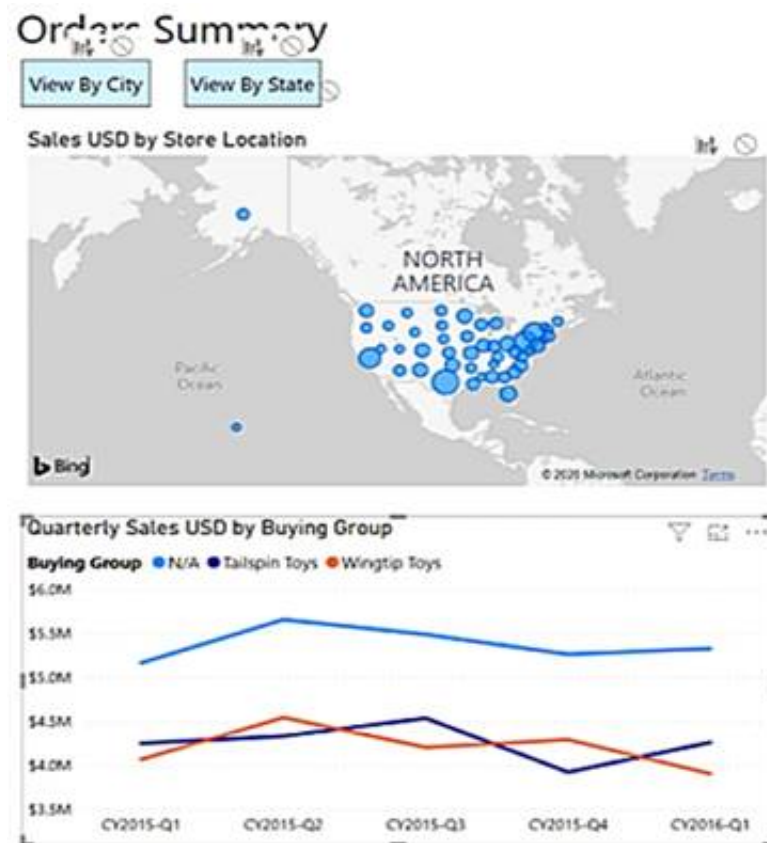 Orders Summary
View By City View By State
Sales USD by Store Location
NORTH
AMERICA
Pacific
Ocean
Atlantic
Ocean
Bing
© 2020 Microsoft Corporation Terms
Quarterly Sales USD by Buying Group
Buying Group N/A Tailspin Toys Wingtip Toys
$6.0M
$5.5M
$5.0M
$4.5M
$4.0M
$3.5M
CY2015-Q1 CY2015-Q2 CY2015-Q3 CY2015-Q4 CY2016-Q1